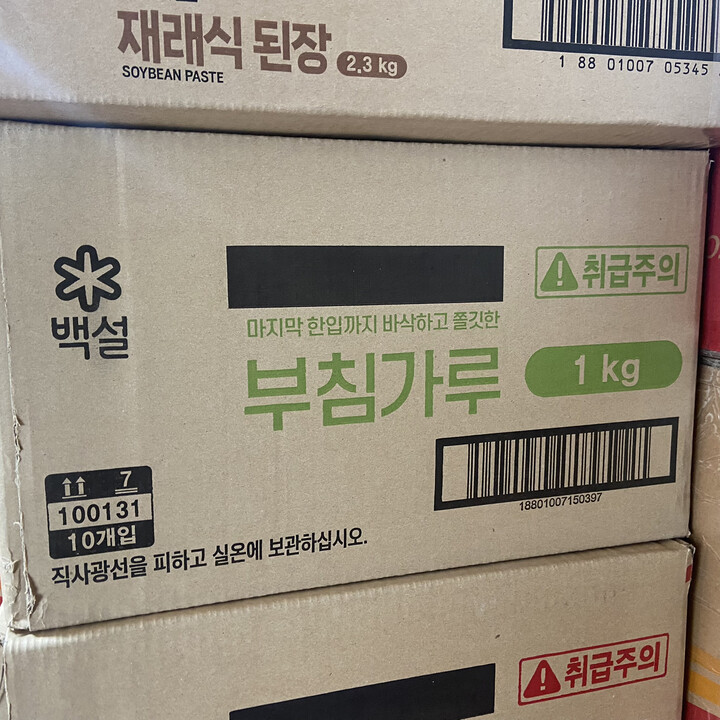 재래식 된장 2.3 kg
SOYBEAN PASTE
1 88 01007 05345
백설
마지막 한입까지 바삭하고 쫄깃한
부침가루 1 kg
취급주의
18801007150397
7
100131
10개입
직사광선을 피하고 실온에 보관하십시오.
취급주의